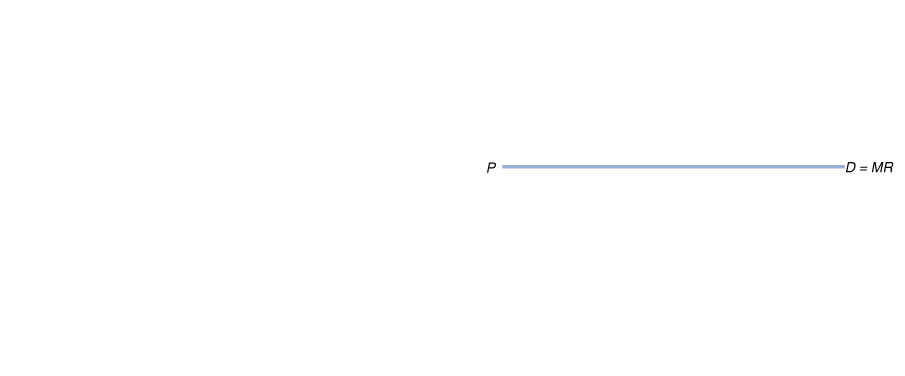 P D = MR